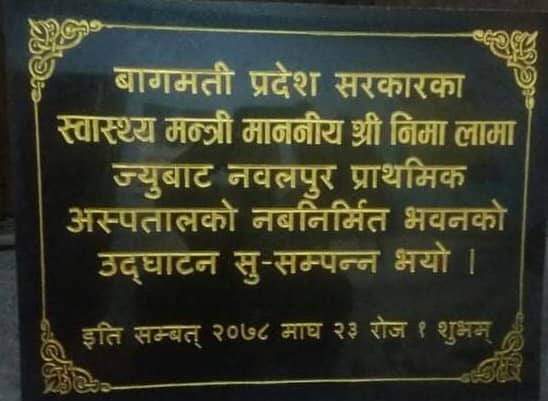 बागमती प्रदेश सरकारका
स्वास्थ्य मन्त्री माननीय श्री निमा लामा
ज्युबाट नवलपुर प्राथमिक
अस्पतालको नबनिर्मित भवनको
उद्घाटन सु-सम्पन्न भयो ।
इति सम्बत् २०७८ माघ २३ रोज १ शुभम्